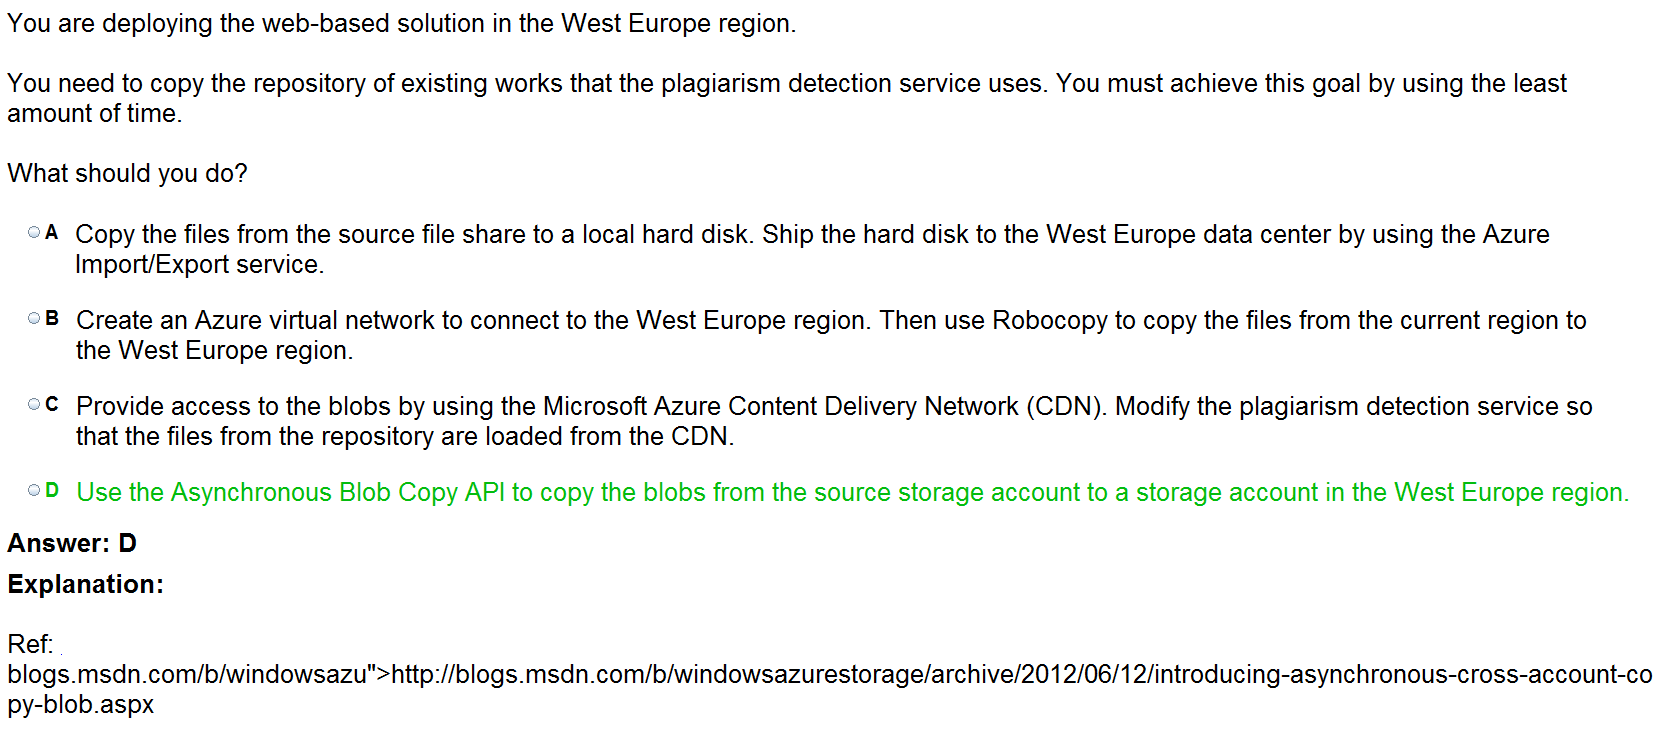 You are deploying the web-based solution in the West Europe region.
You need to copy the repository of existing works that the plagiarism detection service uses. You must achieve this goal by using the least
amount of time.
What should you do?
A Copy the files from the source file share to a local hard disk. Ship the hard disk to the West Europe data center by using the Azure
Import/Export service.
B Create an Azure virtual network to connect to the West Europe region. Then use Robocopy to copy the files from the current region to
the West Europe region.
C Provide access to the blobs by using the Microsoft Azure Content Delivery Network (CDN). Modify the plagiarism detection service so
that the files from the repository are loaded from the CDN.
D Use the Asynchronous Blob Copy API to copy the blobs from the source storage account to a storage account in the West Europe region.
Answer: D
Explanation:
Ref:
blogs.msdn.com/b/windowsazu">http://blogs.msdn.com/b/windowsazurestorage/archive/2012/06/12/introducing-asynchronous-cross-account-co
py-blob.aspx